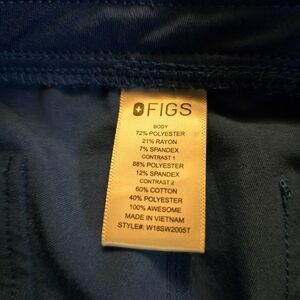 FIGS
BODY
72% POLYESTER
21% RAYON
7% SPANDEX
CONTRAST 1
88% POLYESTER
12% SPANDEX
CONTRAST 2
60% COTTON
40% POLYESTER
100% AWESOME
MADE IN VIETNAM
STYLE#: W18SW2005T